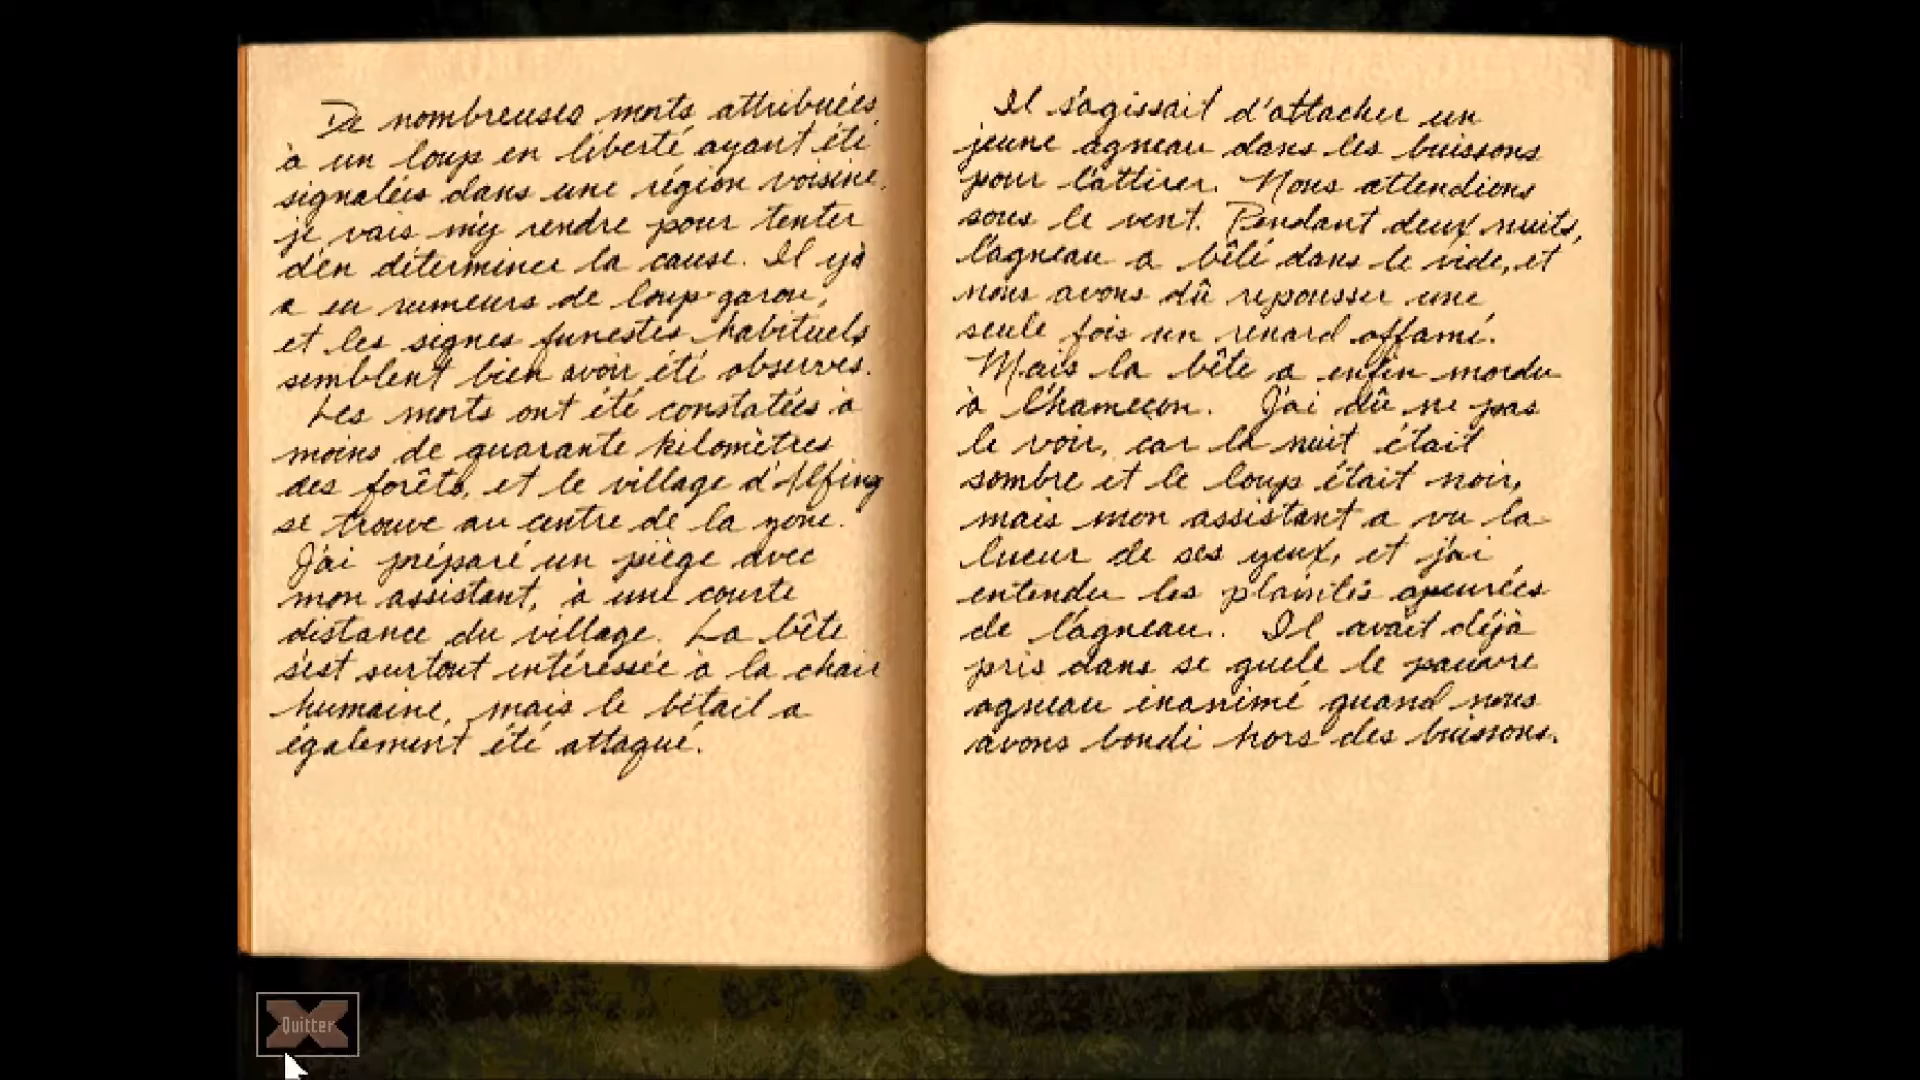 De nombreuses morts attribuées
à un loup en liberté ayant été
signalées dans une région voisine,
je vais m'y rendre pour tenter
d'en déterminer la cause. Il y a
a eu rumeurs de loup-garou,
et les signes funestes habituels
semblent bien avoir été observés.
Les morts ont été constatées à
moins de quarante kilomètres
des forêts, et le village d'Alfing
se trouve au centre de la zone.
J'ai préparé un piège avec
mon assistant, à une courte
distance du village. La bête
s'est surtout intéressée à la chair
humaine, mais le bétail a
également été attaqué.
Il s'agissait d'attacher un
jeune agneau dans les buissons
pour l'attirer. Nous attendions
sous le vent. Pendant deux nuits,
l'agneau a bêlé dans le vide, et
nous avons dû repousser une
seule fois un renard affamé.
Mais la bête a enfin mordu
à l'hameçon. J'ai dû ne pas
le voir, car la nuit était
sombre et le loup était noir,
mais mon assistant a vu la
lueur de ses yeux, et j'ai
entendu les plaintes apeurées
de l'agneau.. Il avait déjà
pris dans se guele le pauvre
agneau inanimé quand nous
avons bondi hors des buissons.
Quitter